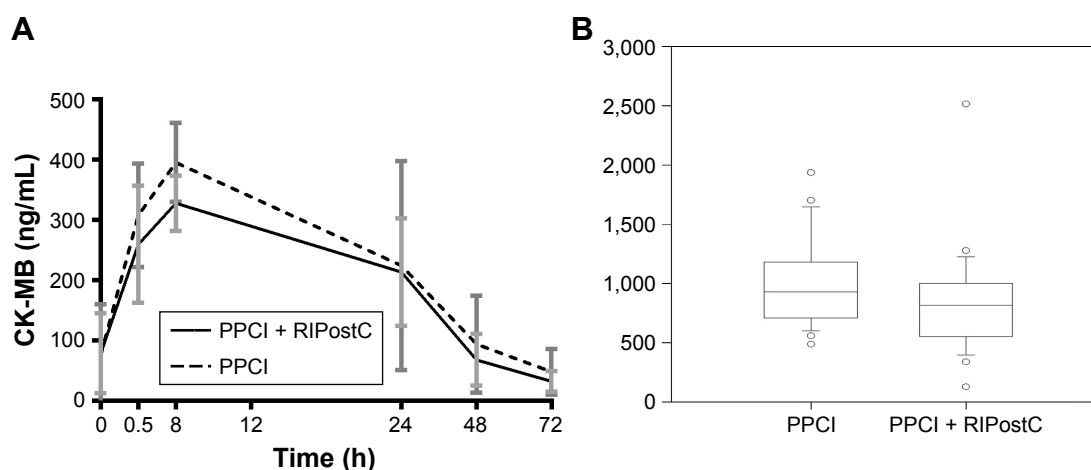 A
CK-MB (ng/mL)
500
400
300
200
100
0
PPCI + RIPostC
PPCI
0 0.5 8 12 24 48 72
Time (h)
B
3,000
2,500
2,000
1,500
1,000
500
0
PPCI PPCI + RIPostC